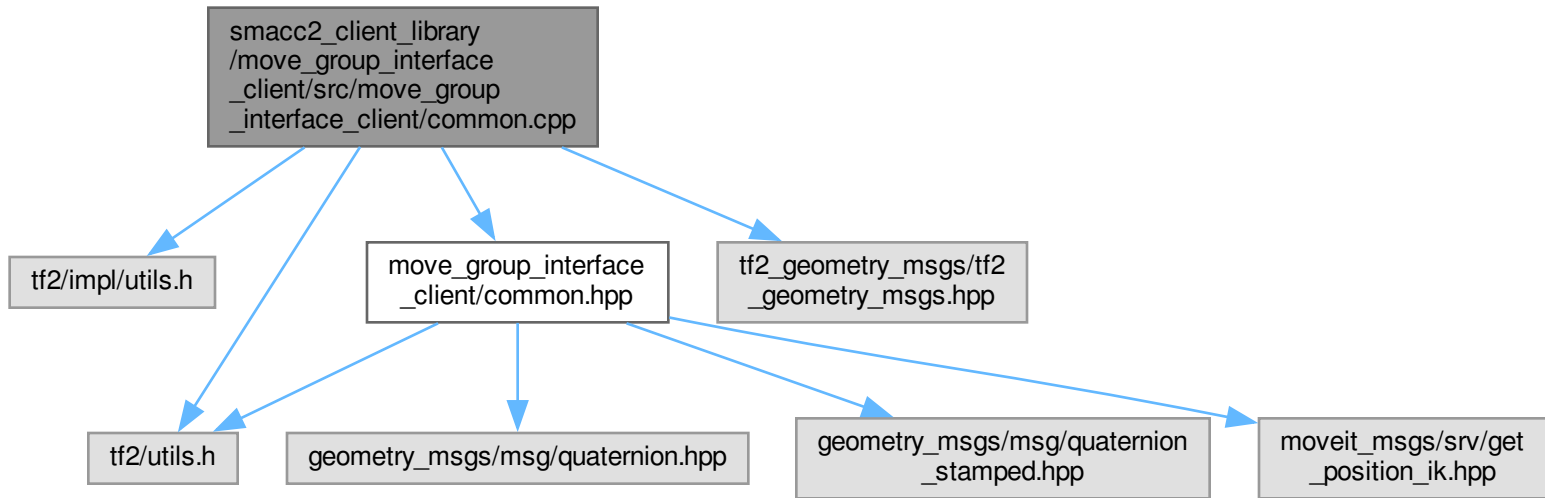 smacc2_client_library
/move_group_interface
_client/src/move_group
_interface_client/common.cpp
tf2/impl/utils.h
move_group_interface
_client/common.hpp
tf2_geometry_msgs/tf2
_geometry_msgs.hpp
tf2/utils.h
geometry_msgs/msg/quaternion.hpp
geometry_msgs/msg/quaternion
_stamped.hpp
moveit_msgs/srv/get
_position_ik.hpp